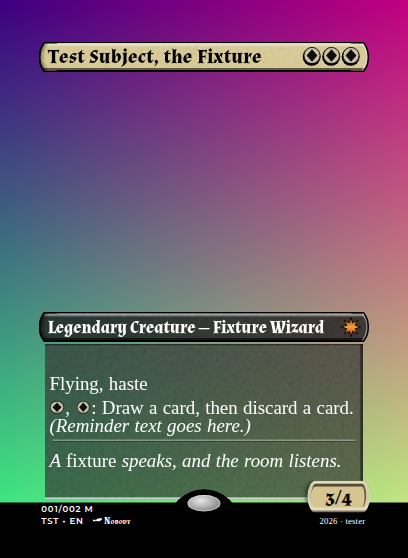 Test Subject, the Fixture
Legendary Creature — Fixture Wizard
Flying, haste
, : Draw a card, then discard a card.
(Reminder text goes here.)
A fixture speaks, and the room listens.
3/4
001/002 M
TST • EN Nobody
2026 · tester